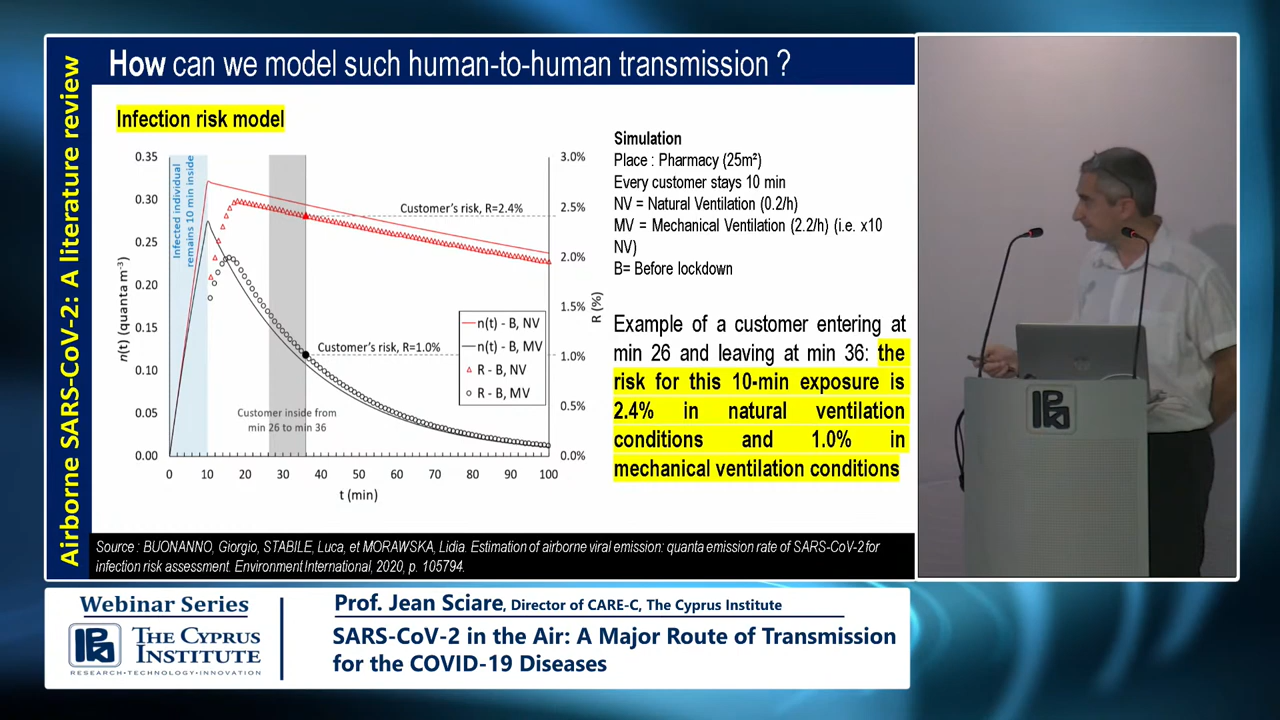 Airborne SARS-CoV-2: A literature review
How can we model such human-to-human transmission ?
Infection risk model
0.35
0.30
0.25
0.20
0.15
0.10
0.05
0.00
n(t) (quanta m⁻³)
Infected individual
remains 10 min inside
Customer's risk, R=2.4%
Customer's risk, R=1.0%
Customer inside from
min 26 to min 36
n(t) - B, NV
n(t) - B, MV
R - B, NV
R - B, MV
3.0%
2.5%
2.0%
1.5%
1.0%
0.5%
0.0%
R (%)
0 10 20 30 40 50 60 70 80 90 100
t (min)
Simulation
Place : Pharmacy (25m²)
Every customer stays 10 min
NV = Natural Ventilation (0.2/h)
MV = Mechanical Ventilation (2.2/h) (i.e. x10
NV)
B= Before lockdown
Example of a customer entering at
min 26 and leaving at min 36: the
risk for this 10-min exposure is
2.4% in natural ventilation
conditions and 1.0% in
mechanical ventilation conditions
Source : BUONANNO, Giorgio, STABILE, Luca, et MORAWSKA, Lidia. Estimation of airborne viral emission: quanta emission rate of SARS-CoV-2 for
infection risk assessment. Environment International, 2020, p. 105794.
Webinar Series
THE CYPRUS
INSTITUTE
RESEARCH•TECHNOLOGY•INNOVATION
Prof. Jean Sciare, Director of CARE-C, The Cyprus Institute
SARS-CoV-2 in the Air: A Major Route of Transmission
for the COVID-19 Diseases